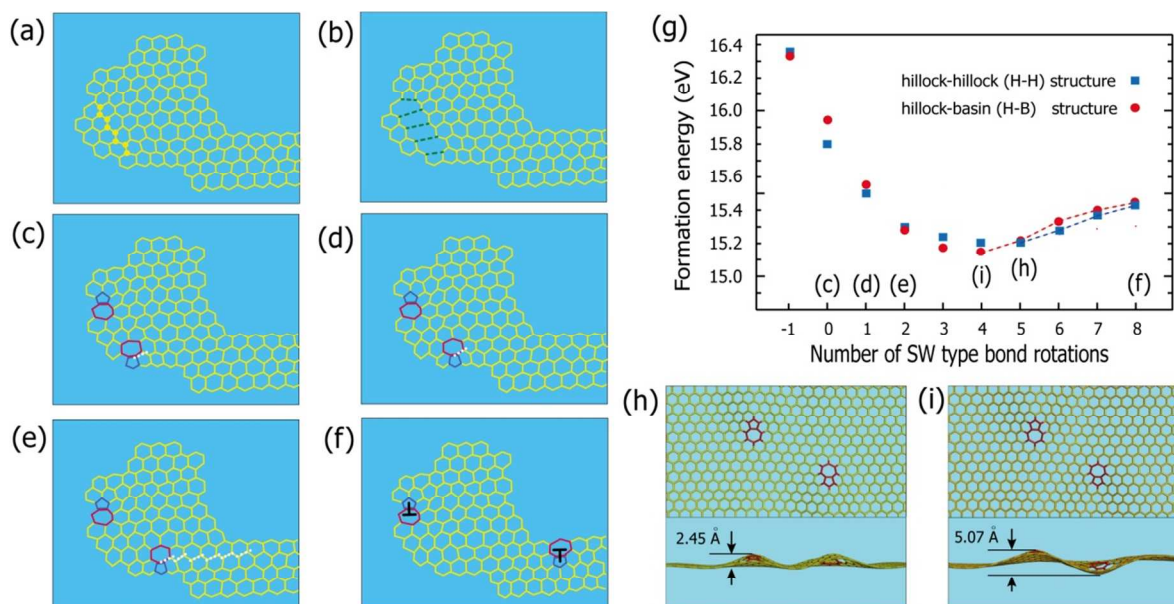 (a)
(b)
(c)
(d)
(e)
(f)
(g)
Formation energy (eV)
16.4
16.2
16.0
15.8
15.6
15.4
15.2
15.0
hillock-hillock (H-H) structure
hillock-basin (H-B) structure
(c) (d) (e) (i) (h) (f)
-1 0 1 2 3 4 5 6 7 8
Number of SW type bond rotations
(h)
2.45 Å
(i)
5.07 Å